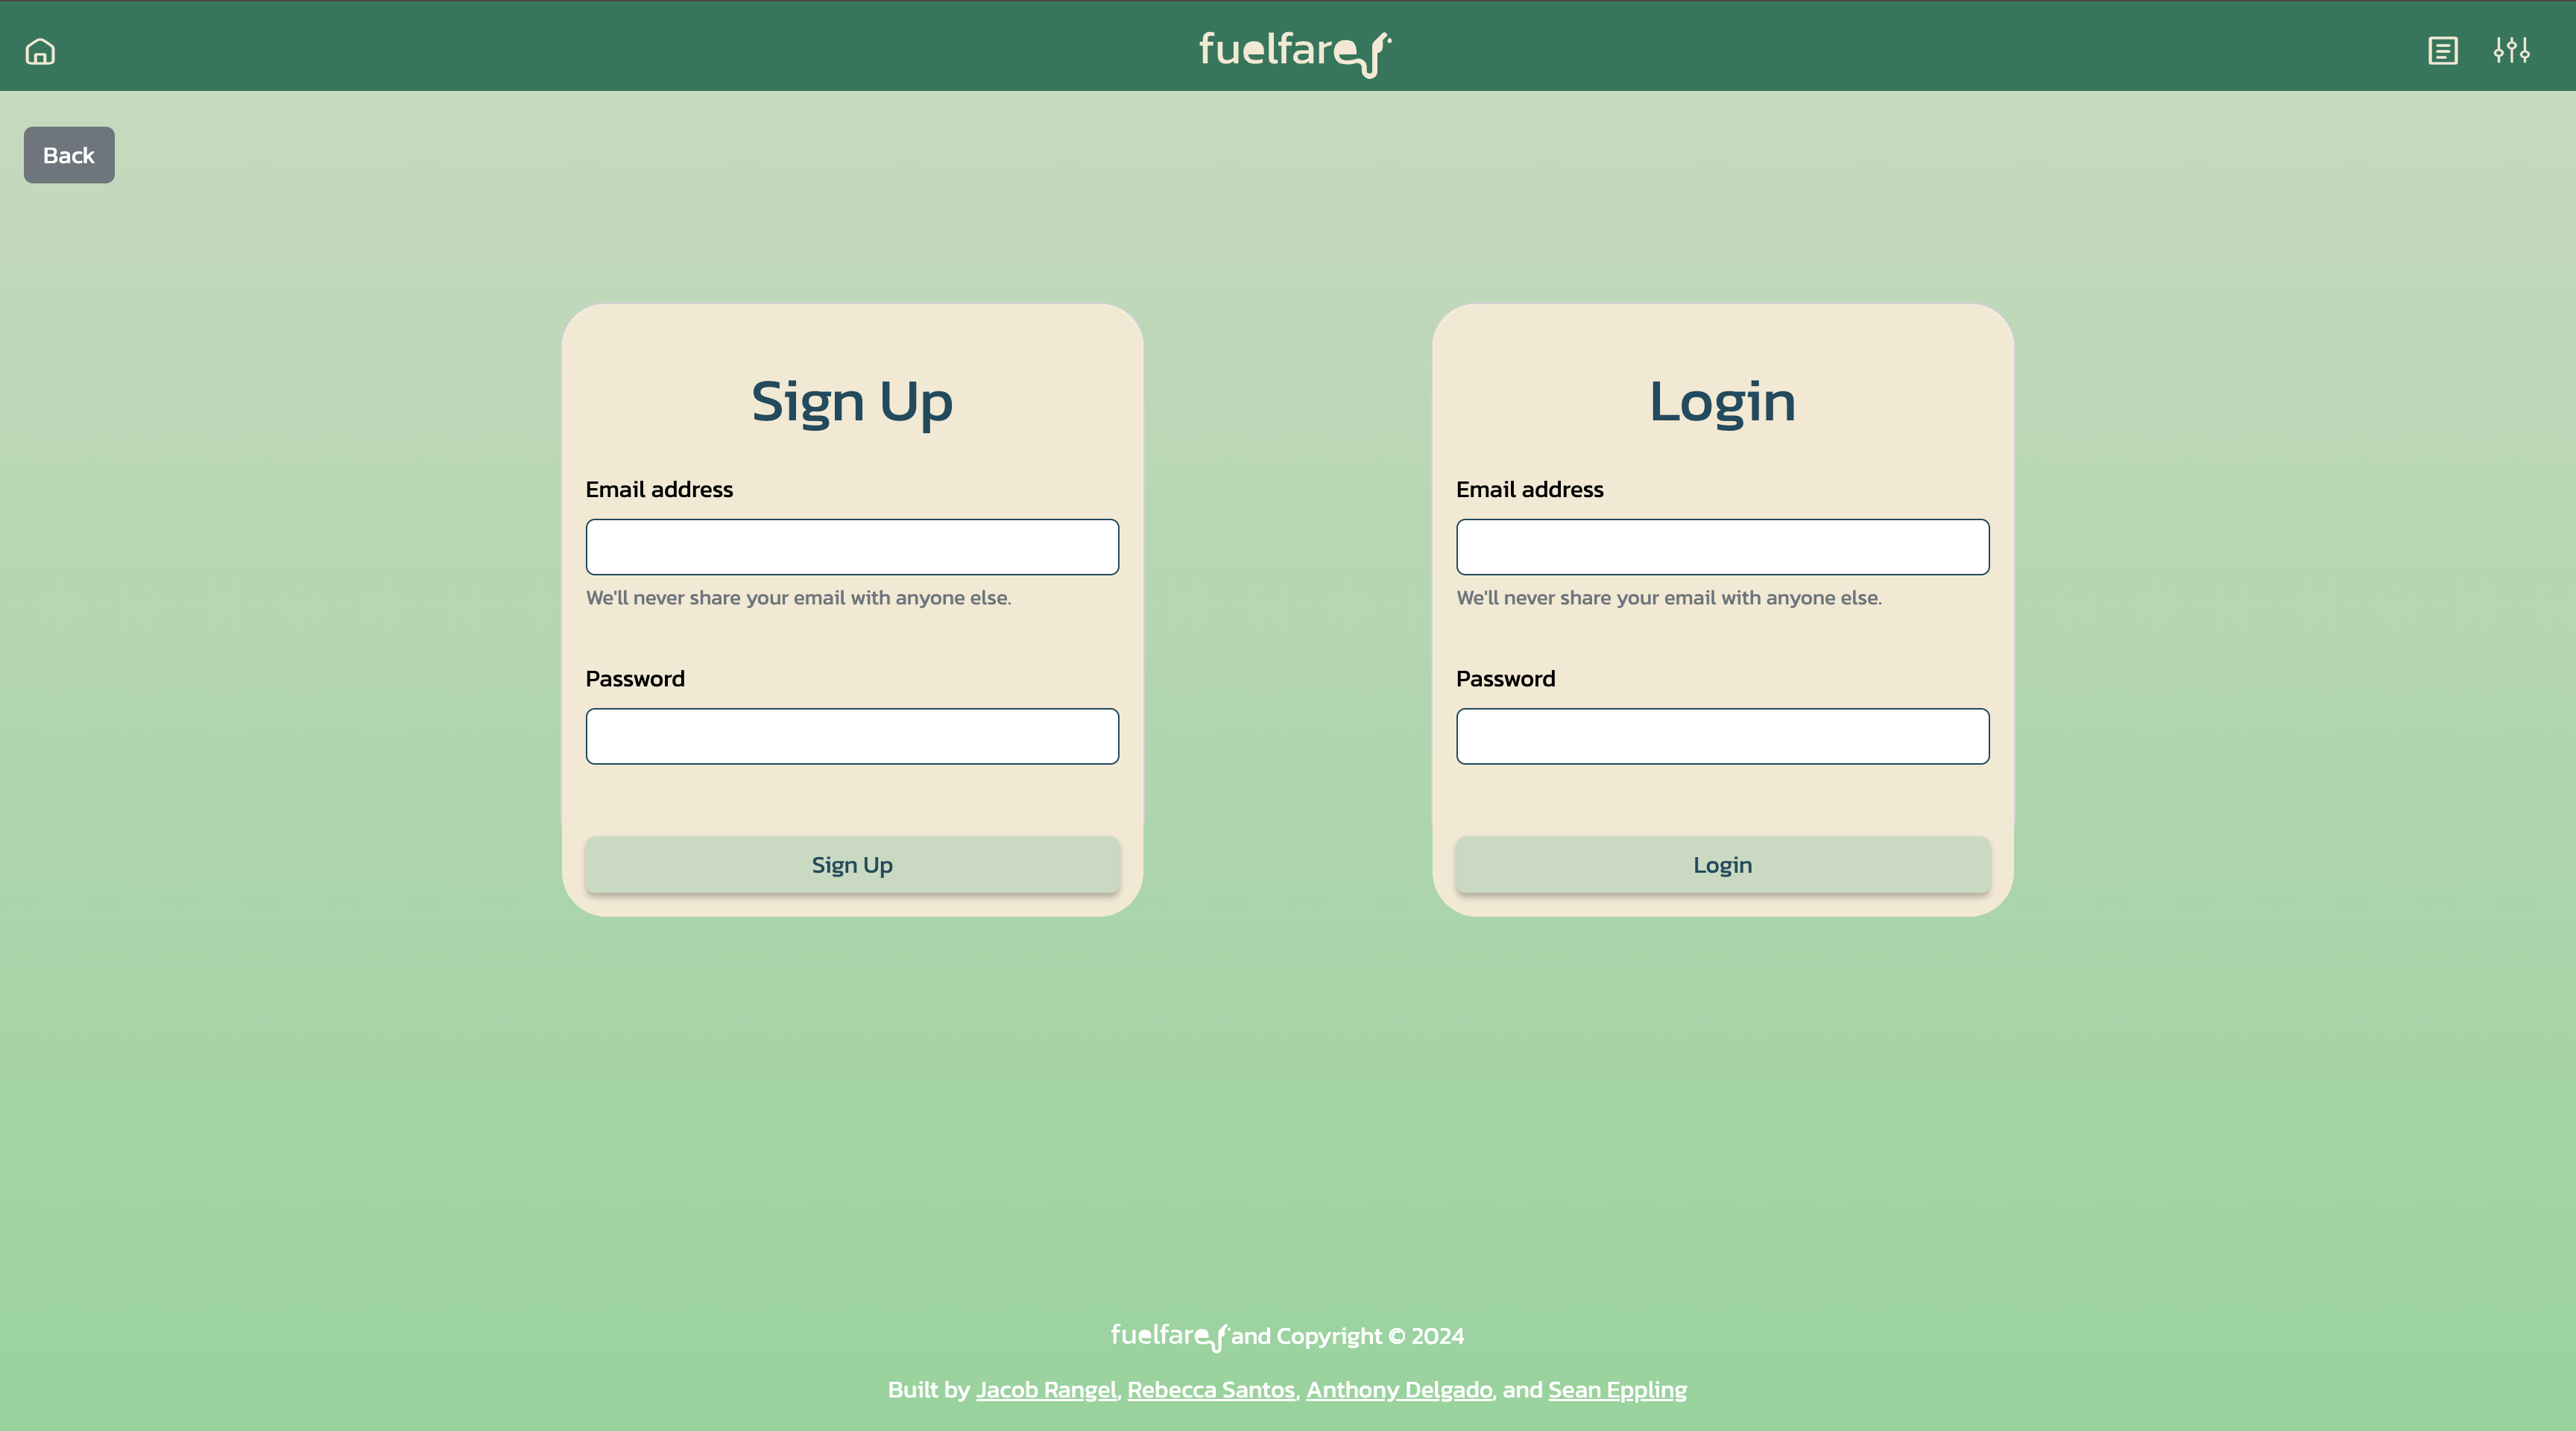 fuelfare
Back
Sign Up
Email address
We'll never share your email with anyone else.
Password
Sign Up
Login
Email address
We'll never share your email with anyone else.
Password
Login
fuelfare and Copyright © 2024
Built by Jacob Rangel, Rebecca Santos, Anthony Delgado, and Sean Eppling